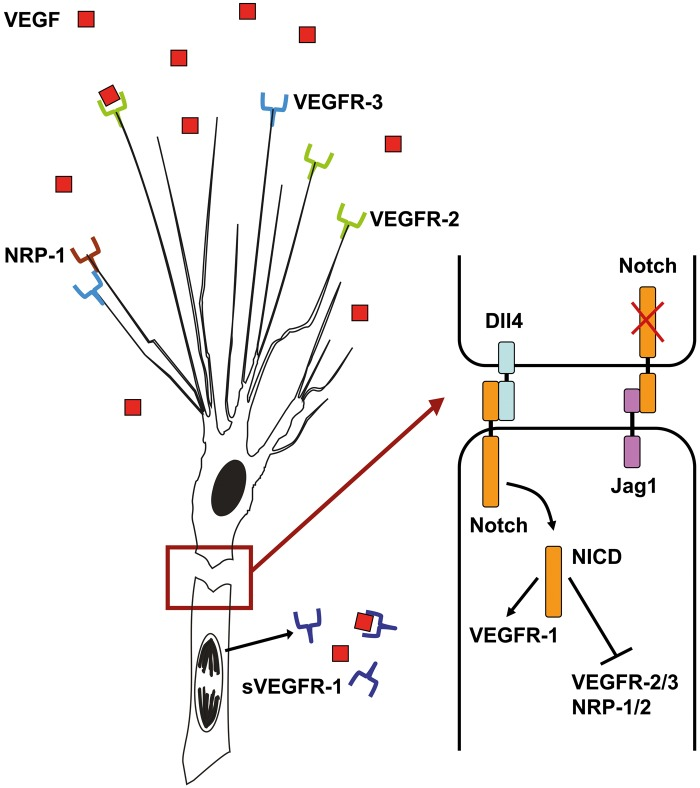 VEGF
VEGFR-3
VEGFR-2
NRP-1
Notch
Dll4
Jag1
Notch
NICD
VEGFR-1
sVEGFR-1
VEGFR-2/3
NRP-1/2